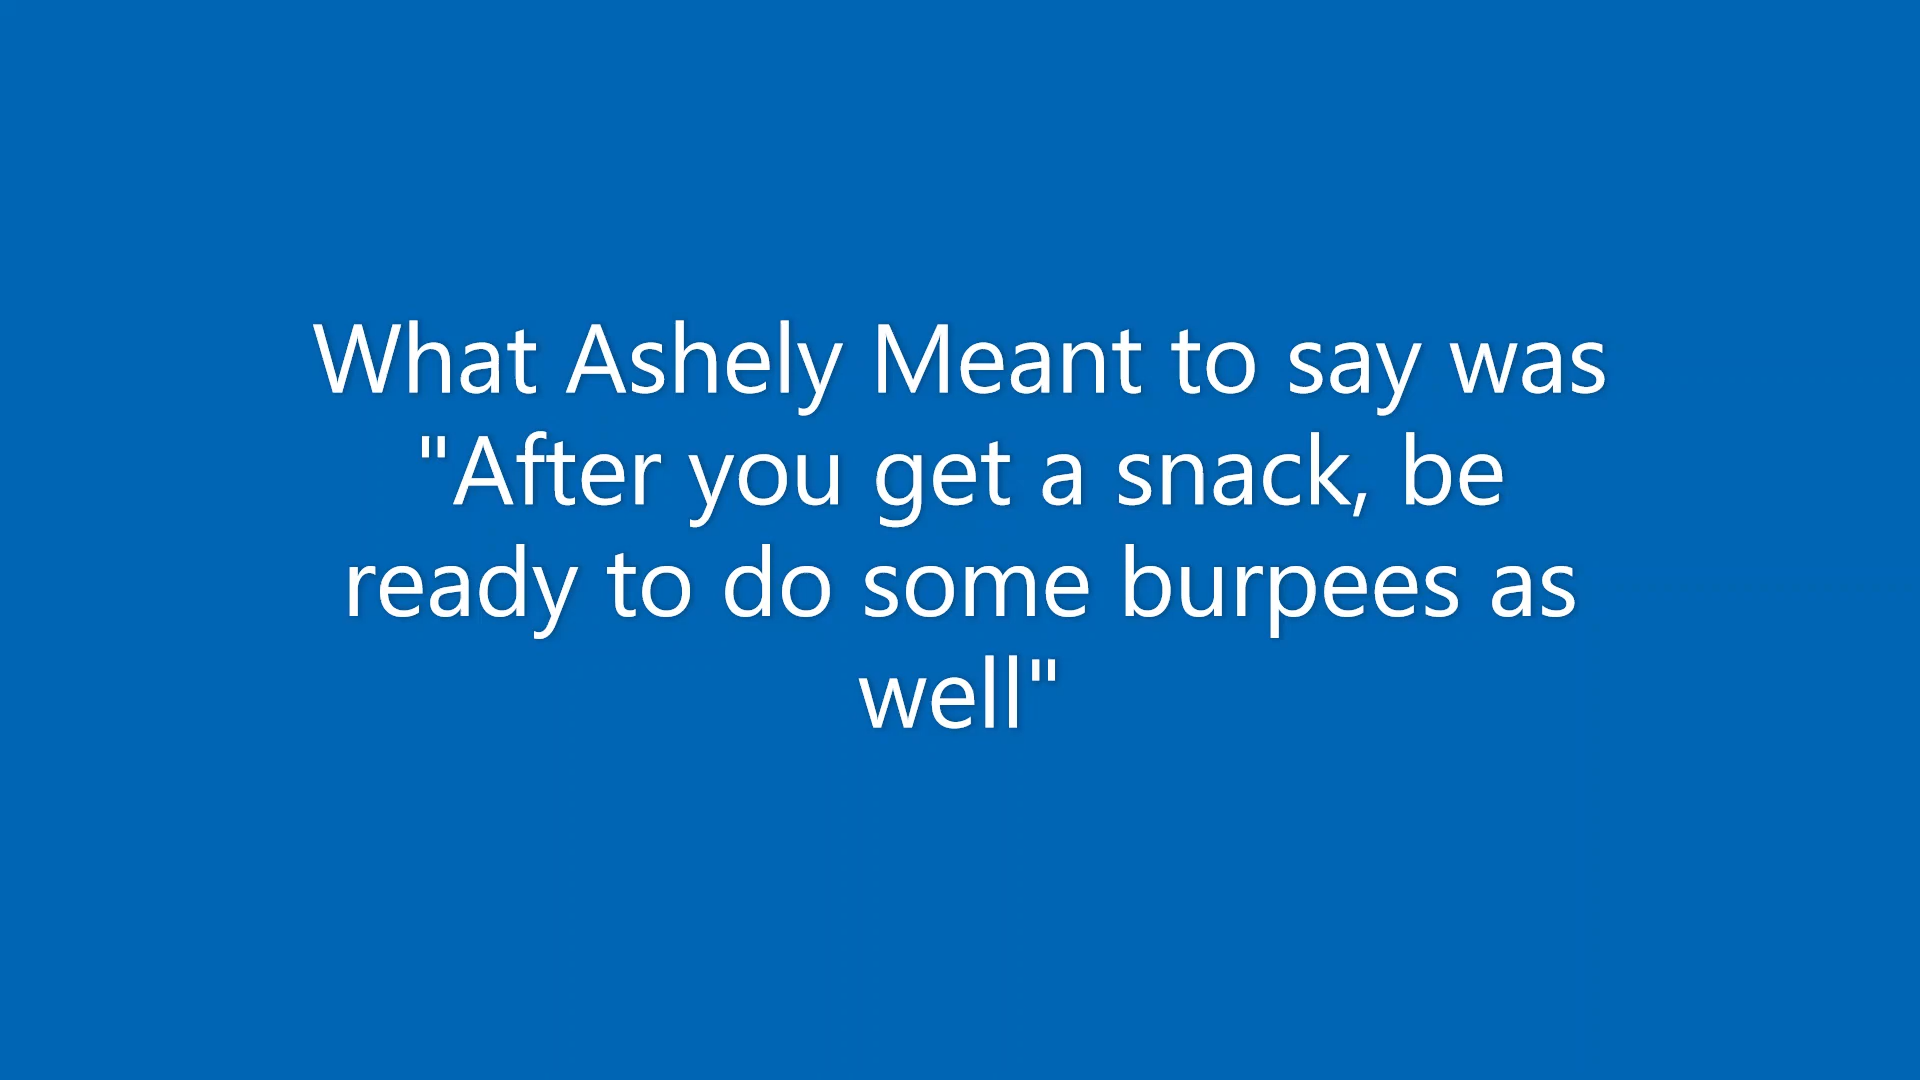 What Ashely Meant to say was
"After you get a snack, be
ready to do some burpees as
well"